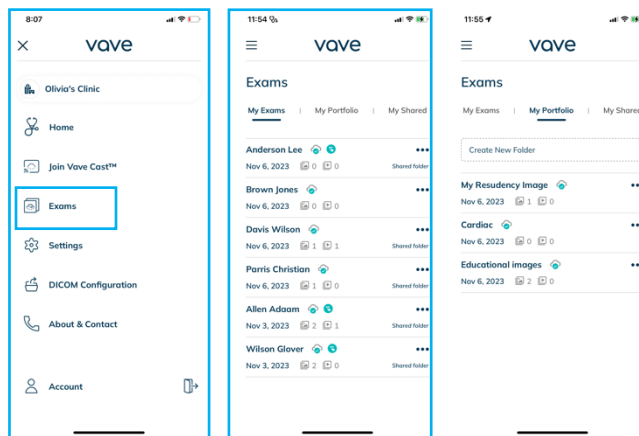 8:07
vave
Olivia's Clinic
Home
Join Vave Cast™
Exams
Settings
DICOM Configuration
About & Contact
Account
11:54
vave
Exams
My Exams | My Portfolio | My Shared
Anderson Lee
Nov 6, 2023 0 0 Shared folder
Brown Jones
Nov 6, 2023 0 0
Davis Wilson
Nov 6, 2023 1 1 Shared folder
Parris Christian
Nov 6, 2023 1 0 Shared folder
Allen Adaam
Nov 3, 2023 2 1 Shared folder
Wilson Glover
Nov 3, 2023 2 0 Shared folder
11:55
vave
Exams
My Exams | My Portfolio | My Shared
Create New Folder
My Resudency Image
Nov 6, 2023 1 0
Cardiac
Nov 6, 2023 0 0
Educational images
Nov 6, 2023 2 0